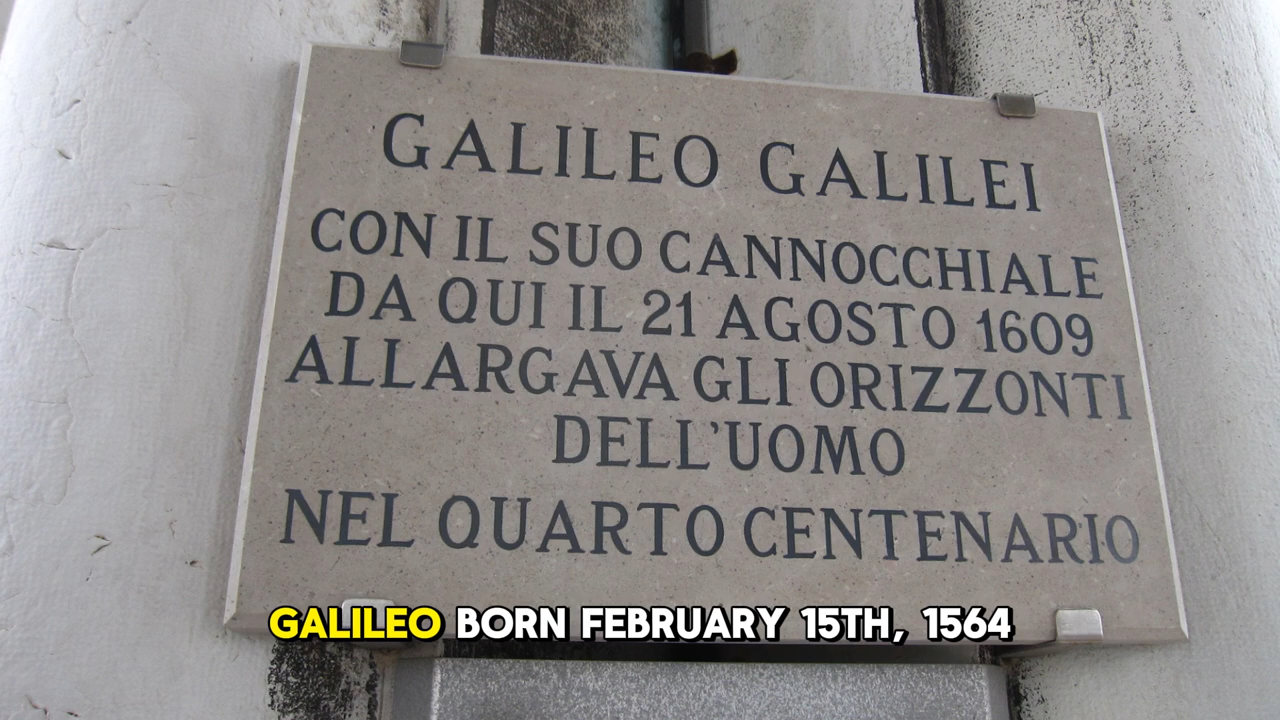 GALILEO GALILEI
CON IL SUO CANNOCCHIALE
DA QUI IL 21 AGOSTO 1609
ALLARGAVA GLI ORIZZONTI
DELL'UOMO
NEL QUARTO CENTENARIO
GALILEO BORN FEBRUARY 15TH, 1564